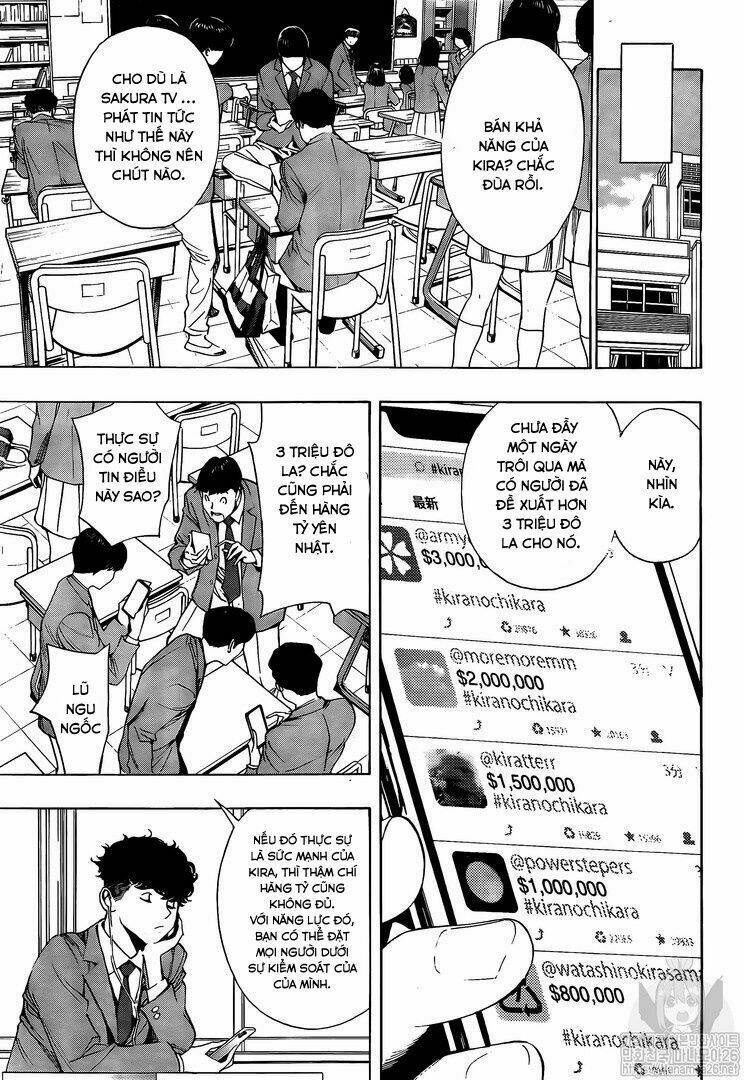 BÁN KHẢ
NĂNG CỦA
KIRA? CHẮC
ĐÙA RỒI.
CHO DÙ LÀ
SAKURA TV ...
PHÁT TIN TỨC
NHƯ THẾ NÀY
THÌ KHÔNG NÊN
CHÚT NÀO.
NÀY,
NHÌN
KÌA.
CHƯA ĐẦY
MỘT NGÀY
TRÔI QUA MÀ
CÓ NGƯỜI ĐÃ
ĐỀ XUẤT HƠN
3 TRIỆU ĐÔ
LA CHO NÓ.
#kiran
最新
@army
$3,000,
#kiranochikara
@moremoremm
$2,000,000
#kiranochikara
@kiratterr
$1,500,000
#kiranochikara
@powerstepers
$1,000,000
#kiranochikara
@watashinokirasama
$800,000
#kiranochikara
3 TRIỆU ĐÔ
LA? CHẮC
CŨNG PHẢI
ĐẾN HÀNG
TỶ YÊN
NHẬT.
THỰC SỰ
CÓ NGƯỜI
TIN ĐIỀU
NÀY SAO?
LŨ
NGU
NGỐC
NẾU ĐÓ THỰC SỰ
LÀ SỨC MẠNH CỦA
KIRA, THÌ THẬM CHÍ
HÀNG TỶ CŨNG
KHÔNG ĐỦ.
VỚI NĂNG LỰC ĐÓ,
BẠN CÓ THỂ ĐẶT
MỌI NGƯỜI DƯỚI
SỰ KIỂM SOÁT CỦA
CỦA MÌNH.